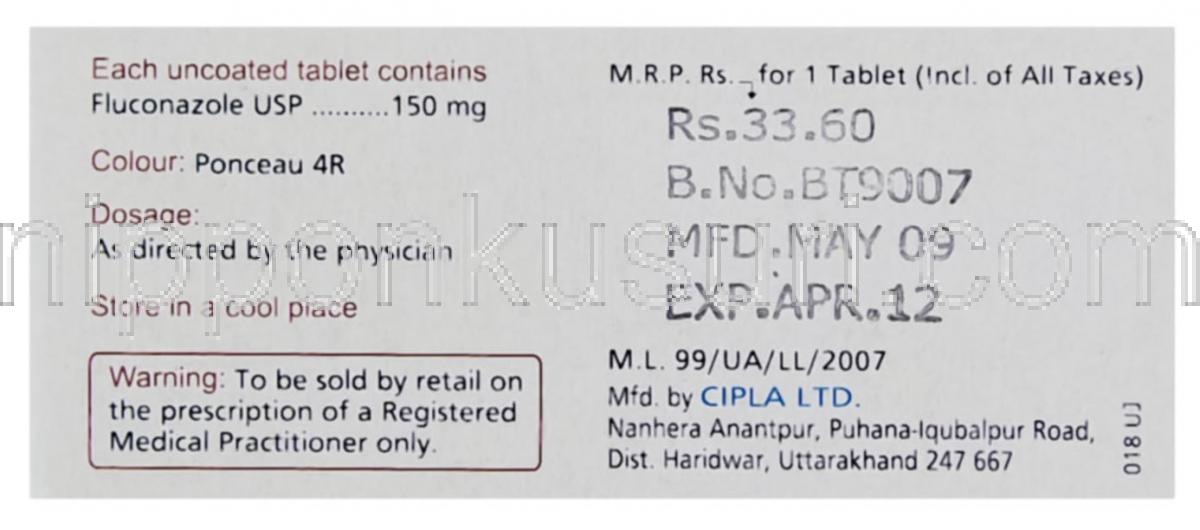 Each uncoated tablet contains
Fluconazole USP ..........150 mg
Colour: Ponceau 4R
Dosage:
As directed by the physician
Store in a cool place
Warning: To be sold by retail on
the prescription of a Registered
Medical Practitioner only.
M.R.P. Rs. for 1 Tablet (Incl. of All Taxes)
Rs.33.60
B.No.BT9007
MFD.MAY 09
EXP.APR.12
M.L. 99/UA/LL/2007
Mfd. by CIPLA LTD.
Nanhera Anantpur, Puhana-Iqubalpur Road,
Dist. Haridwar, Uttarakhand 247 667
018 UJ
nipponkusuri.com